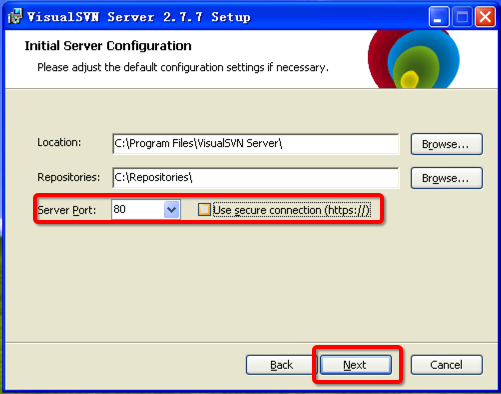 VisualSVN Server 2.7.7 Setup
Initial Server Configuration
Please adjust the default configuration settings if necessary.
Location: C:\Program Files\VisualSVN Server\ Browse...
Repositories: C:\Repositories\ Browse...
Server Port: 80 Use secure connection (https://)
Back Next Cancel